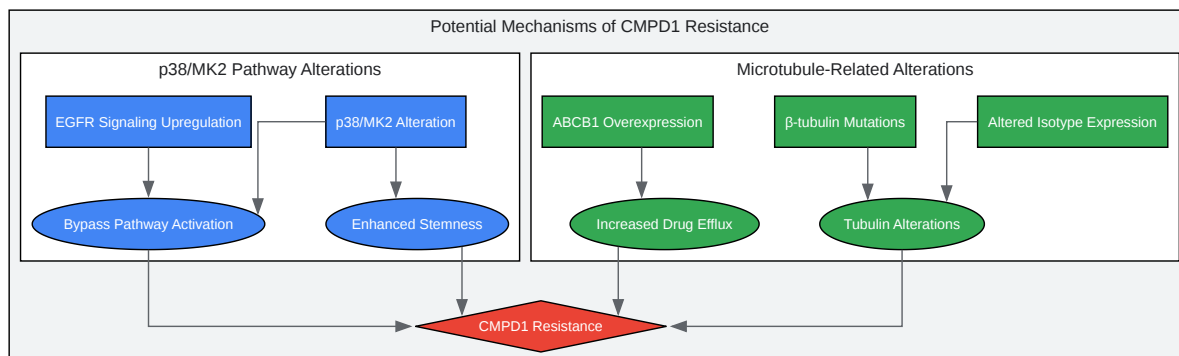 Potential Mechanisms of CMPD1 Resistance
p38/MK2 Pathway Alterations
Microtubule-Related Alterations
EGFR Signaling Upregulation
p38/MK2 Alteration
ABCB1 Overexpression
β-tubulin Mutations
Altered Isotype Expression
Bypass Pathway Activation
Enhanced Stemness
Increased Drug Efflux
Tubulin Alterations
CMPD1 Resistance